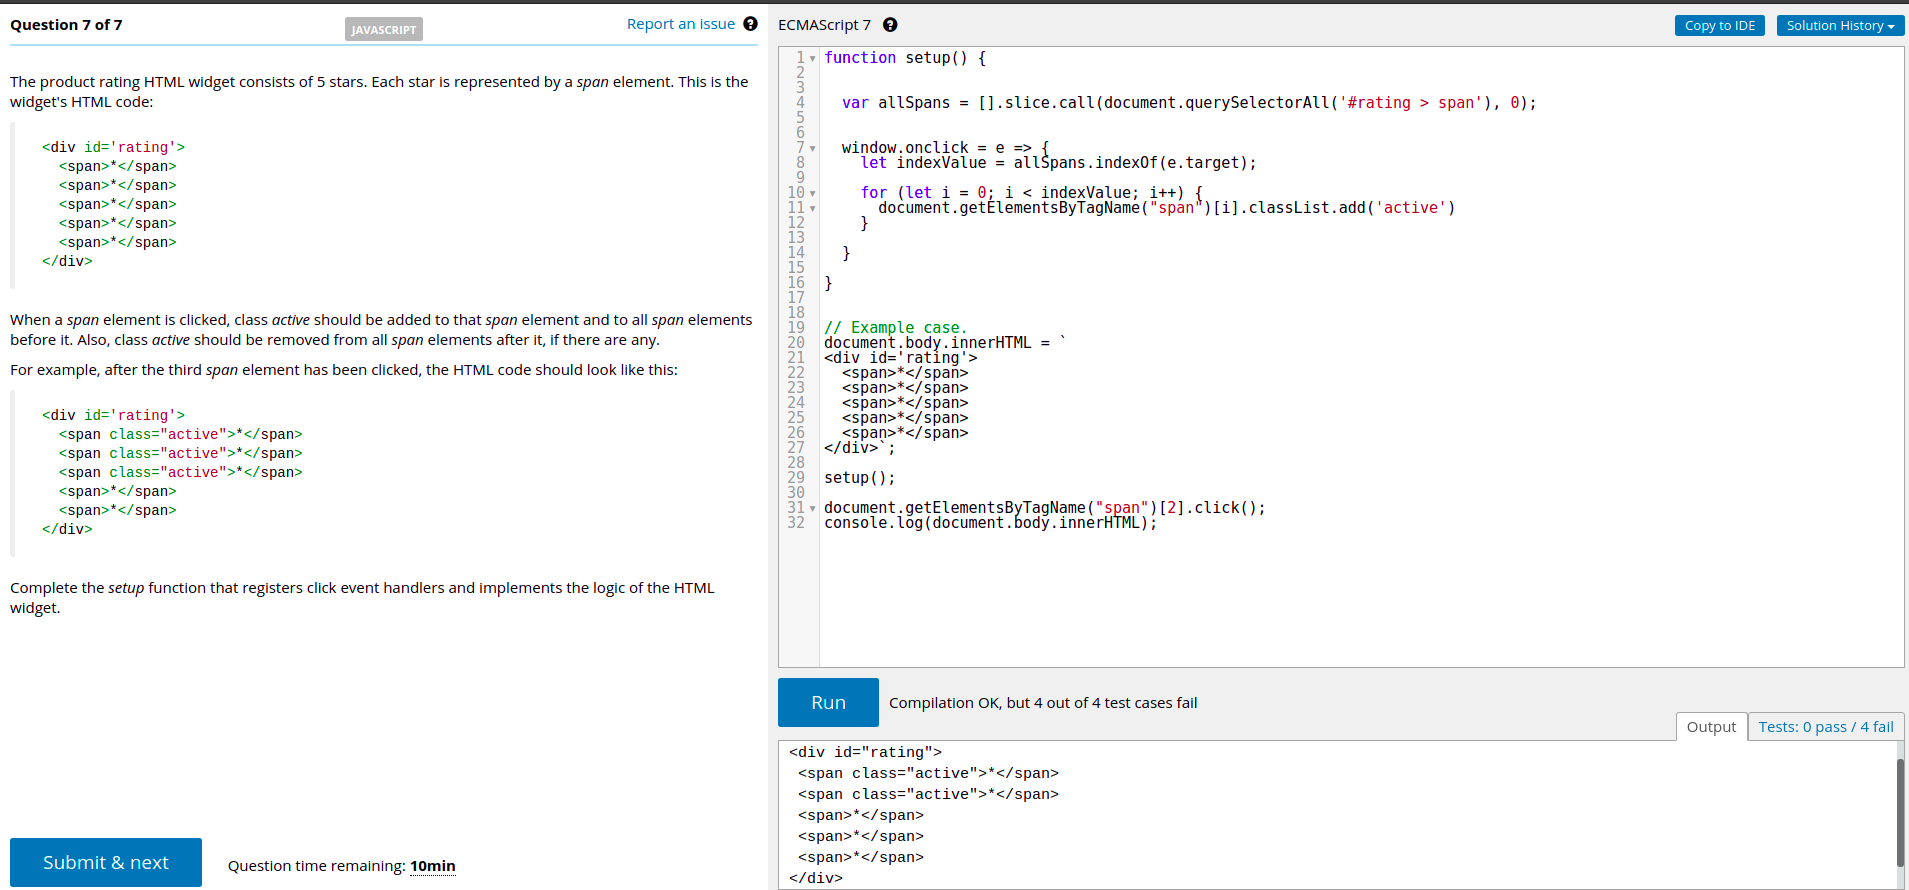 Question 7 of 7
JAVASCRIPT
Report an issue ?
The product rating HTML widget consists of 5 stars. Each star is represented by a span element. This is the
widget's HTML code:
<div id='rating'>
  <span>*</span>
  <span>*</span>
  <span>*</span>
  <span>*</span>
  <span>*</span>
</div>
When a span element is clicked, class active should be added to that span element and to all span elements
before it. Also, class active should be removed from all span elements after it, if there are any.
For example, after the third span element has been clicked, the HTML code should look like this:
<div id='rating'>
  <span class="active">*</span>
  <span class="active">*</span>
  <span class="active">*</span>
  <span>*</span>
  <span>*</span>
</div>
Complete the setup function that registers click event handlers and implements the logic of the HTML
widget.
Submit & next
Question time remaining: 10min
ECMAScript 7 ?
Copy to IDE
Solution History
1 function setup() {
2
3
4   var allSpans = [].slice.call(document.querySelectorAll('#rating > span'), 0);
5
6
7   window.onclick = e => {
8     let indexValue = allSpans.indexOf(e.target);
9
10     for (let i = 0; i < indexValue; i++) {
11       document.getElementsByTagName("span")[i].classList.add('active')
12     }
13
14   }
15
16 }
17
18
19 // Example case.
20 document.body.innerHTML = `
21 <div id='rating'>
22   <span>*</span>
23   <span>*</span>
24   <span>*</span>
25   <span>*</span>
26   <span>*</span>
27 </div>`;
28
29 setup();
30
31 document.getElementsByTagName("span")[2].click();
32 console.log(document.body.innerHTML);
Run
Compilation OK, but 4 out of 4 test cases fail
Output
Tests: 0 pass / 4 fail
<div id="rating">
 <span class="active">*</span>
 <span class="active">*</span>
 <span>*</span>
 <span>*</span>
 <span>*</span>
</div>